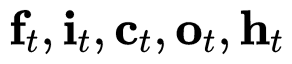 f_t, i_t, c_t, o_t, h_t